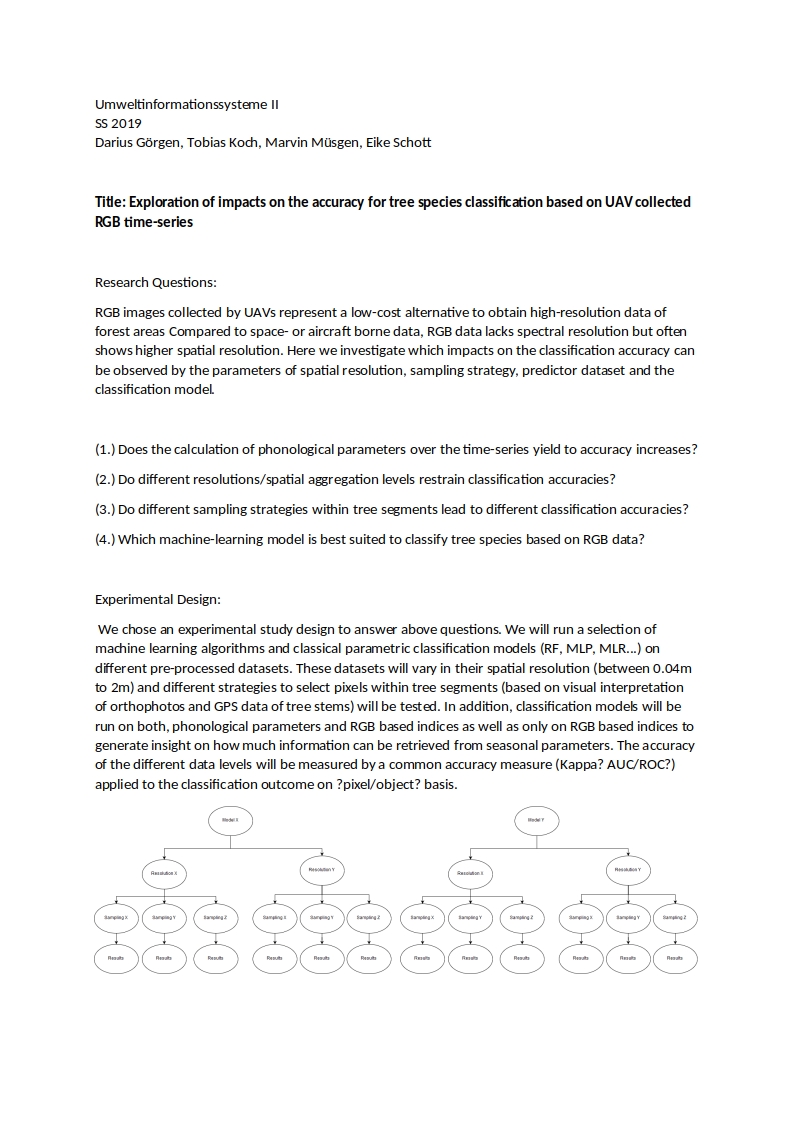 Umweltinformationssysteme II
SS 2019
Darius Görgen, Tobias Koch, Marvin Müsgen, Eike Schott
Title: Exploration of impacts on the accuracy for tree species classification based on UAV collected
RGB time-series
Research Questions:
RGB images collected by UAVs represent a low-cost alternative to obtain high-resolution data of
forest areas Compared to space- or aircraft borne data, RGB data lacks spectral resolution but often
shows higher spatial resolution. Here we investigate which impacts on the classification accuracy can
be observed by the parameters of spatial resolution, sampling strategy, predictor dataset and the
classification model.
(1.) Does the calculation of phonological parameters over the time-series yield to accuracy increases?
(2.) Do different resolutions/spatial aggregation levels restrain classification accuracies?
(3.) Do different sampling strategies within tree segments lead to different classification accuracies?
(4.) Which machine-learning model is best suited to classify tree species based on RGB data?
Experimental Design:
We chose an experimental study design to answer above questions. We will run a selection of
machine learning algorithms and classical parametric classification models (RF, MLP, MLR...) on
different pre-processed datasets. These datasets will vary in their spatial resolution (between 0.04m
to 2m) and different strategies to select pixels within tree segments (based on visual interpretation
of orthophotos and GPS data of tree stems) will be tested. In addition, classification models will be
run on both, phonological parameters and RGB based indices as well as only on RGB based indices to
generate insight on how much information can be retrieved from seasonal parameters. The accuracy
of the different data levels will be measured by a common accuracy measure (Kappa? AUC/ROC?)
applied to the classification outcome on ?pixel/object? basis.
Model X Model Y
Resolution X Resolution Y Resolution X Resolution Y
Sampling X Sampling Y Sampling Z Sampling X Sampling Y Sampling Z Sampling X Sampling Y Sampling Z Sampling X Sampling Y Sampling Z
Results Results Results Results Results Results Results Results Results Results Results Results